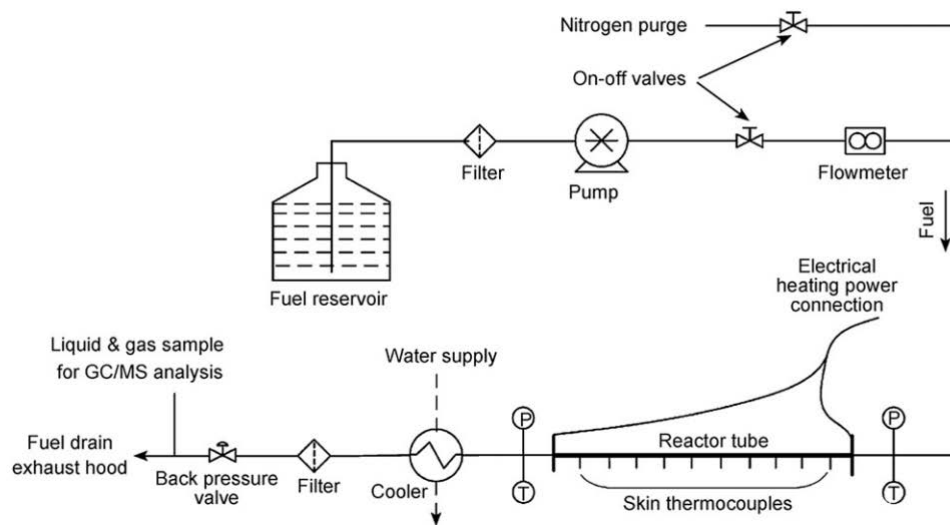 Nitrogen purge
On-off valves
Filter
Pump
Flowmeter
Fuel reservoir
Fuel
Electrical
heating power
connection
Liquid & gas sample
for GC/MS analysis
Water supply
P
P
Reactor tube
Fuel drain
exhaust hood
Back pressure
valve
Filter
Cooler
T
T
Skin thermocouples